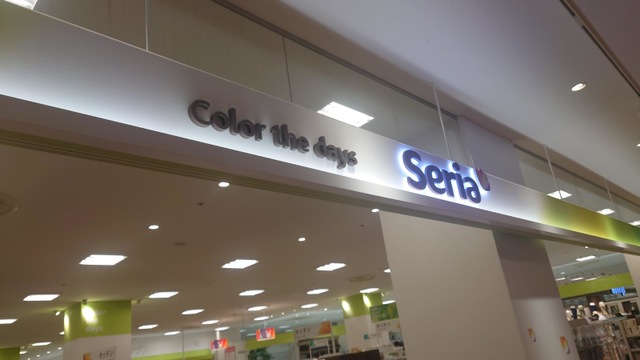 Color the days
Seria